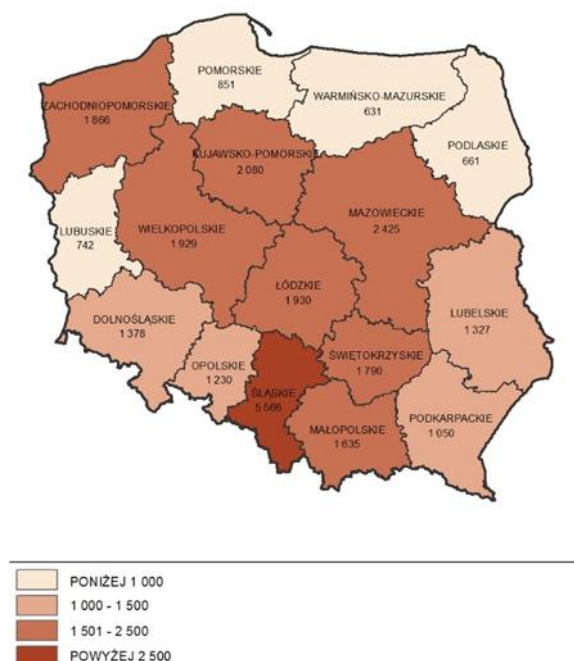 POMORSKIE
851
WARMIŃSKO-MAZURSKIE
631
ZACHODNIOPOMORSKIE
1 866
PODLASKIE
661
KUJAWSKO-POMORSKIE
2 080
MAZOWIECKIE
2 425
LUBUSKIE
742
WIELKOPOLSKIE
1 929
ŁÓDZKIE
1 930
LUBELSKIE
1 327
DOLNOŚLĄSKIE
1 378
OPOLSKIE
1 230
ŚLĄSKIE
5 566
ŚWIĘTOKRZYSKIE
1 790
MAŁOPOLSKIE
1 635
PODKARPACKIE
1 050
PONIŻEJ 1 000
1 000 - 1 500
1 501 - 2 500
POWYŻEJ 2 500